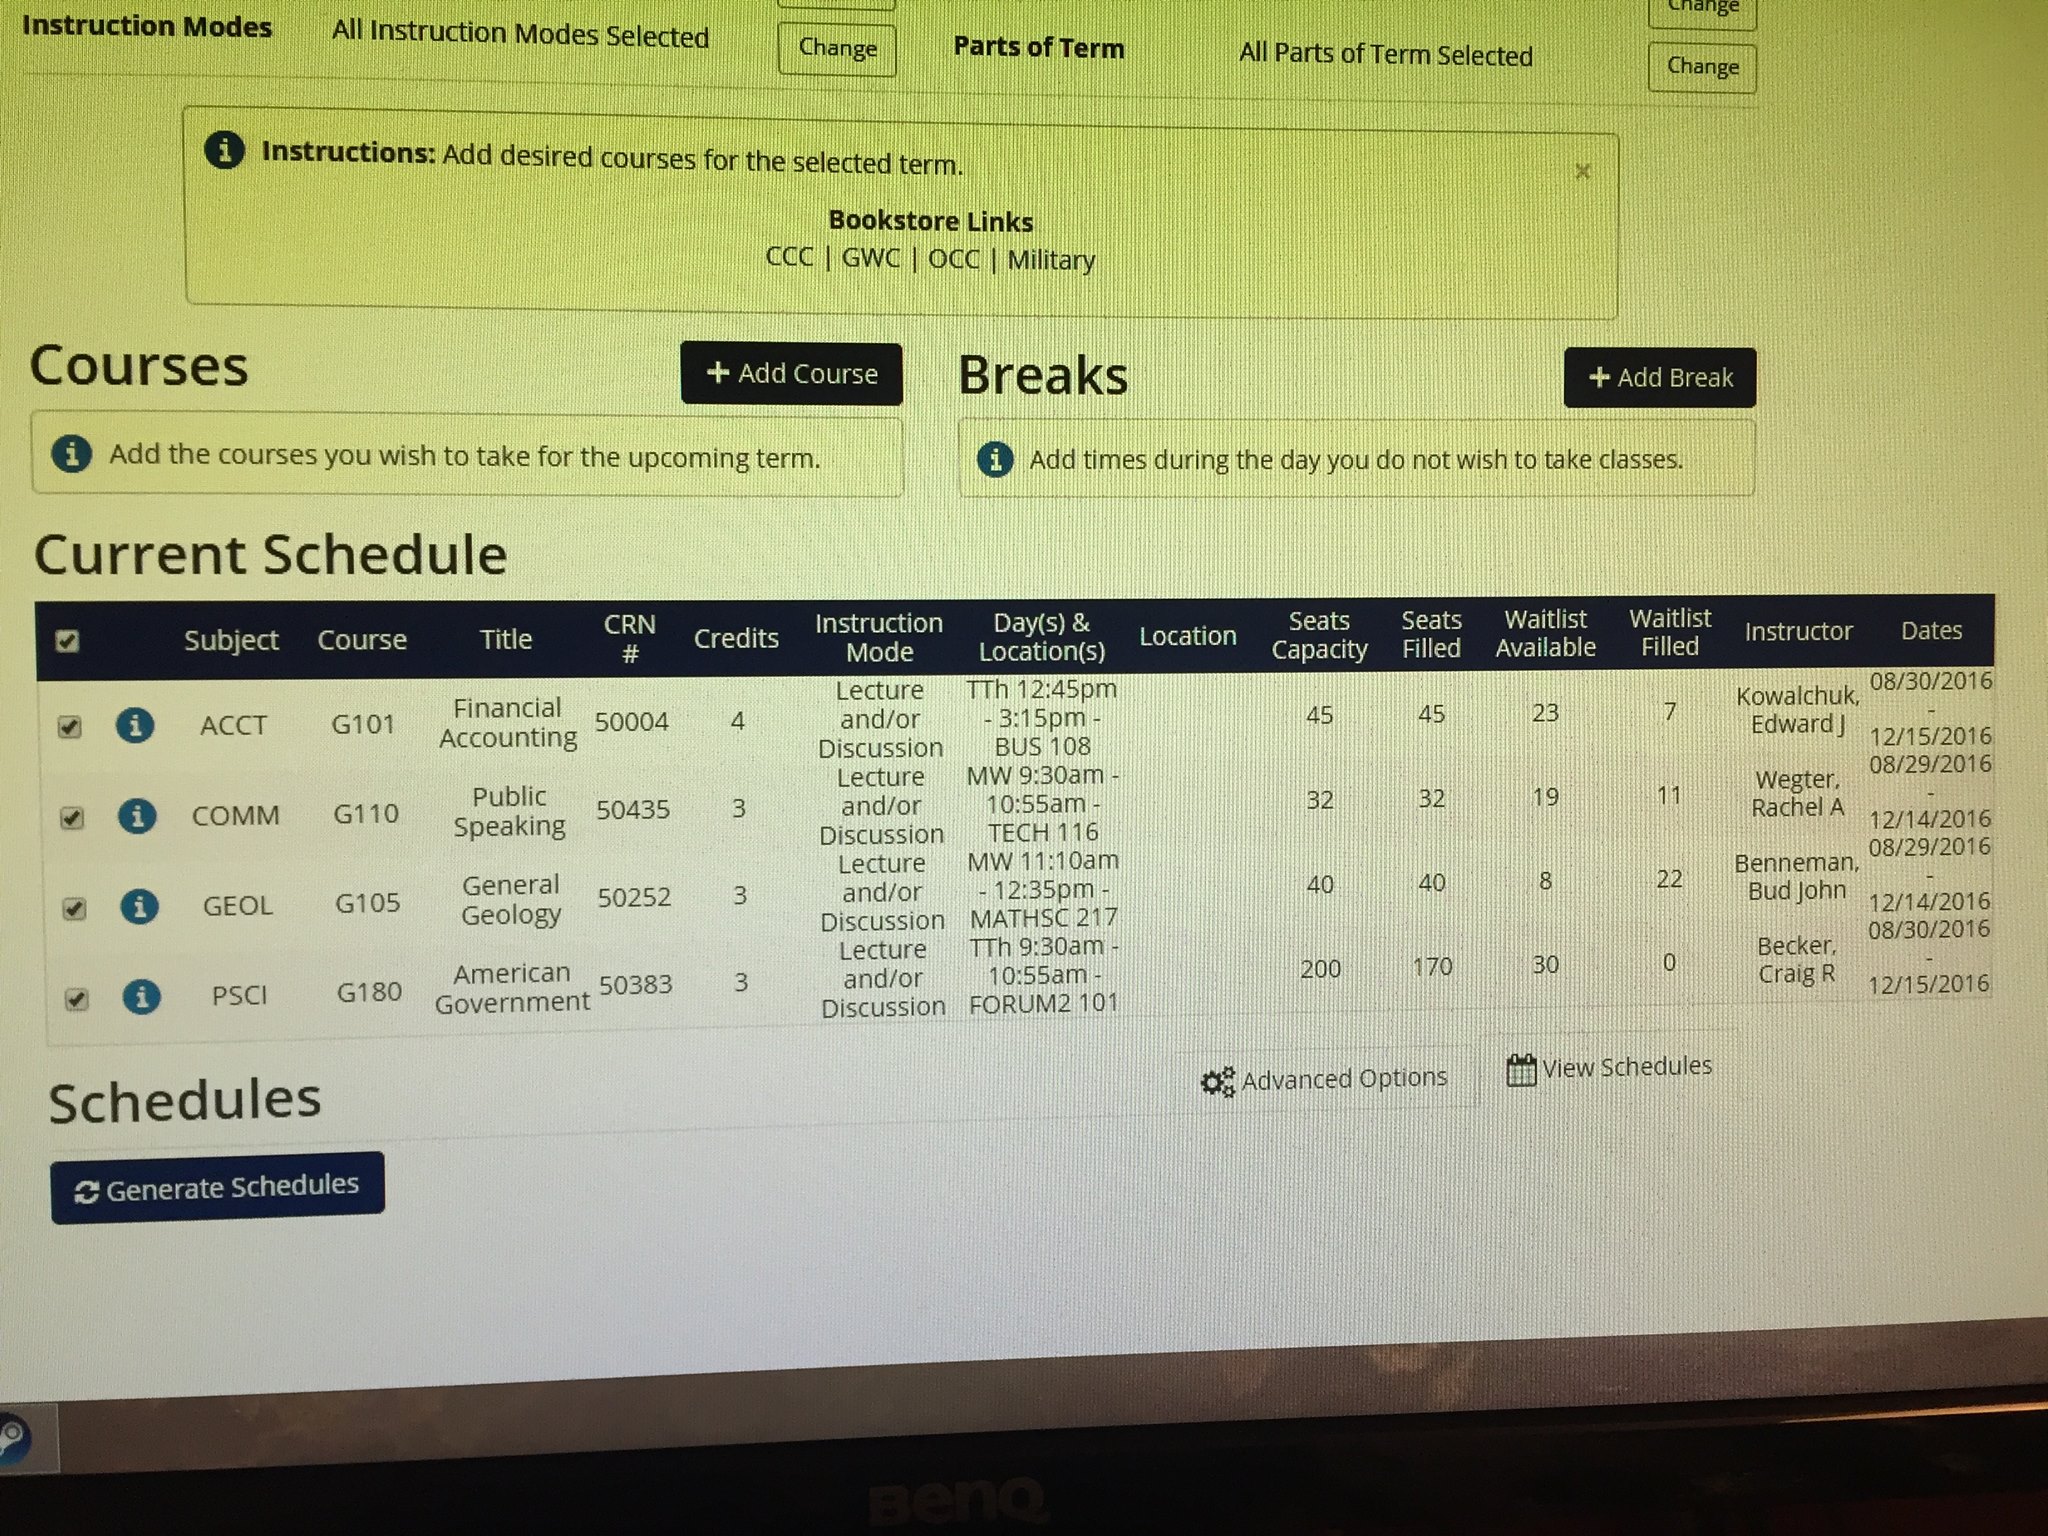 Change
Instruction Modes All Instruction Modes Selected Change Parts of Term All Parts of Term Selected Change
Instructions: Add desired courses for the selected term. ×
Bookstore Links
CCC | GWC | OCC | Military
Courses + Add Course Breaks + Add Break
Add the courses you wish to take for the upcoming term. Add times during the day you do not wish to take classes.
Current Schedule
Subject Course Title CRN # Credits Instruction Mode Day(s) & Location(s) Location Seats Capacity Seats Filled Waitlist Available Waitlist Filled Instructor Dates
ACCT G101 Financial Accounting 50004 4 Lecture and/or Discussion TTh 12:45pm - 3:15pm - BUS 108 45 45 23 7 Kowalchuk, Edward J 08/30/2016 - 12/15/2016
COMM G110 Public Speaking 50435 3 Lecture and/or Discussion MW 9:30am - 10:55am - TECH 116 32 32 19 11 Wegter, Rachel A 08/29/2016 - 12/14/2016
GEOL G105 General Geology 50252 3 Lecture and/or Discussion MW 11:10am - 12:35pm - MATHSC 217 40 40 8 22 Benneman, Bud John 08/29/2016 - 12/14/2016
PSCI G180 American Government 50383 3 Lecture and/or Discussion TTh 9:30am - 10:55am - FORUM2 101 200 170 30 0 Becker, Craig R 08/30/2016 - 12/15/2016
Schedules Advanced Options View Schedules
Generate Schedules
BenQ